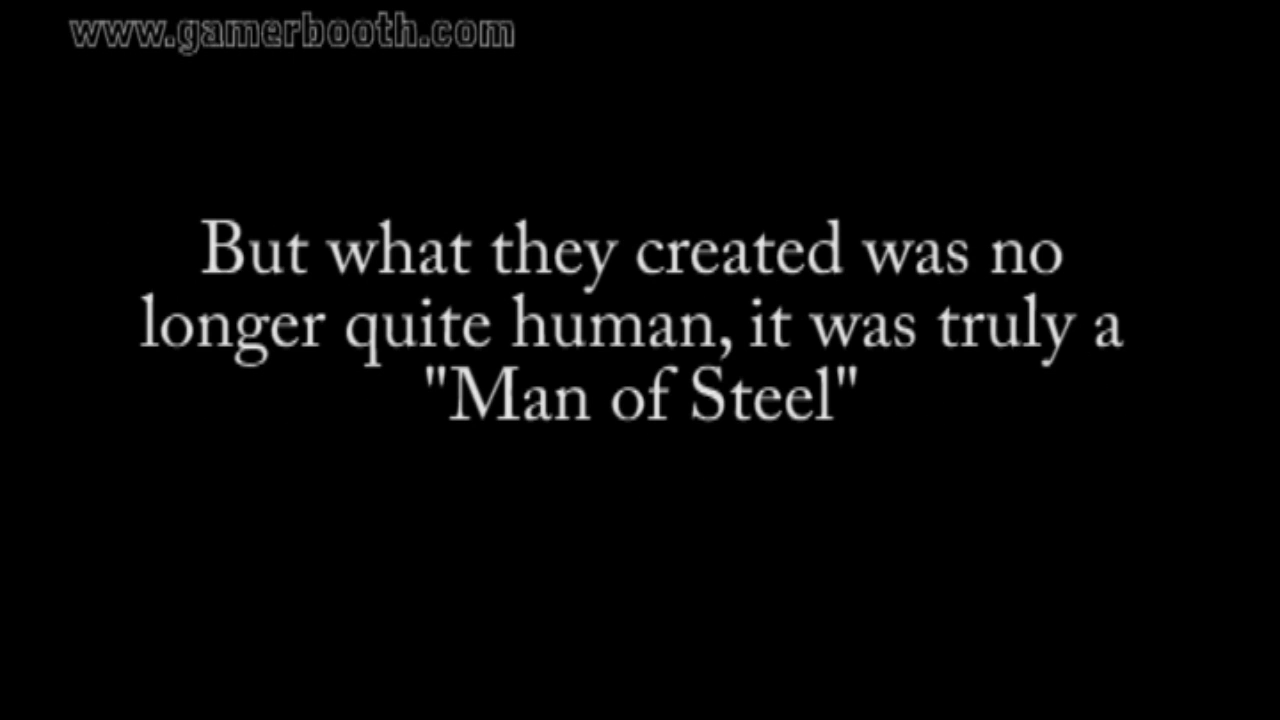 www.gamerbooth.com
But what they created was no
longer quite human, it was truly a
"Man of Steel"